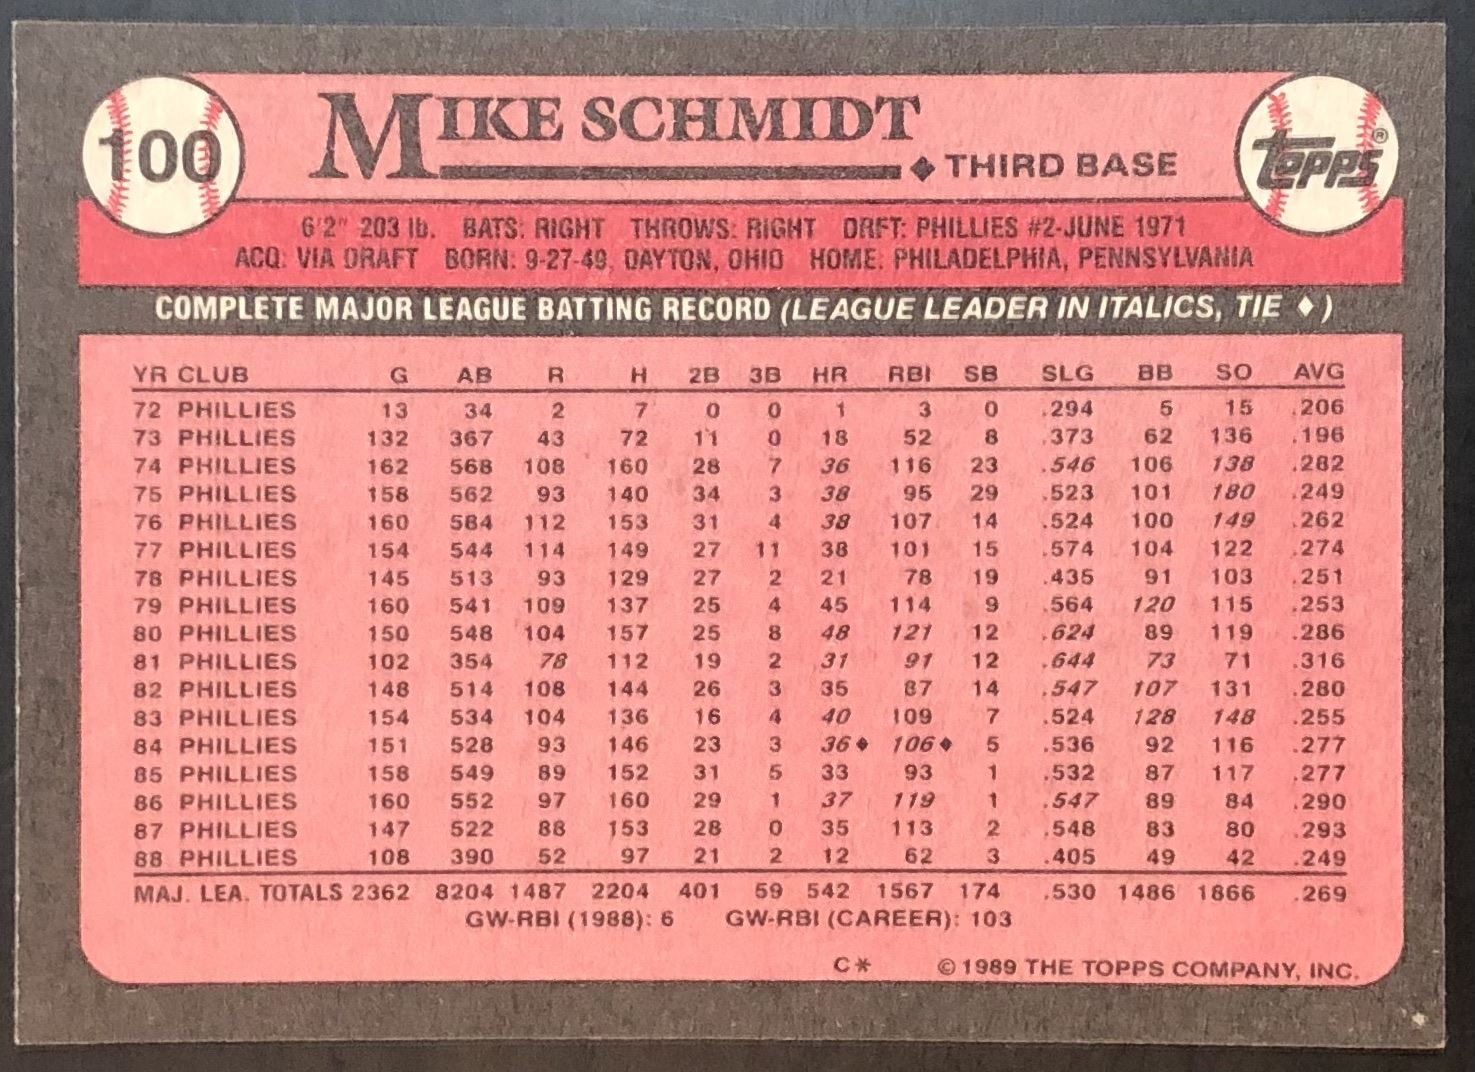 100
MIKE SCHMIDT
♦ THIRD BASE
TOPPS®
6'2" 203 lb. BATS: RIGHT THROWS: RIGHT DRFT: PHILLIES #2-JUNE 1971
ACQ: VIA DRAFT BORN: 9-27-49, DAYTON, OHIO HOME: PHILADELPHIA, PENNSYLVANIA
COMPLETE MAJOR LEAGUE BATTING RECORD (LEAGUE LEADER IN ITALICS, TIE ♦)
YR CLUB G AB R H 2B 3B HR RBI SB SLG BB SO AVG
72 PHILLIES 13 34 2 7 0 0 1 3 0 .294 5 15 .206
73 PHILLIES 132 367 43 72 11 0 18 52 8 .373 62 136 .196
74 PHILLIES 162 568 108 160 28 7 36 116 23 .546 106 138 .282
75 PHILLIES 158 562 93 140 34 3 38 95 29 .523 101 180 .249
76 PHILLIES 160 584 112 153 31 4 38 107 14 .524 100 149 .262
77 PHILLIES 154 544 114 149 27 11 38 101 15 .574 104 122 .274
78 PHILLIES 145 513 93 129 27 2 21 78 19 .435 91 103 .251
79 PHILLIES 160 541 109 137 25 4 45 114 9 .564 120 115 .253
80 PHILLIES 150 548 104 157 25 8 48 121 12 .624 89 119 .286
81 PHILLIES 102 354 78 112 19 2 31 91 12 .644 73 71 .316
82 PHILLIES 148 514 108 144 26 3 35 87 14 .547 107 131 .280
83 PHILLIES 154 534 104 136 16 4 40 109 7 .524 128 148 .255
84 PHILLIES 151 528 93 146 23 3 36♦ 106♦ 5 .536 92 116 .277
85 PHILLIES 158 549 89 152 31 5 33 93 1 .532 87 117 .277
86 PHILLIES 160 552 97 160 29 1 37 119 1 .547 89 84 .290
87 PHILLIES 147 522 88 153 28 0 35 113 2 .548 83 80 .293
88 PHILLIES 108 390 52 97 21 2 12 62 3 .405 49 42 .249
MAJ. LEA. TOTALS 2362 8204 1487 2204 401 59 542 1567 174 .530 1486 1866 .269
GW-RBI (1988): 6 GW-RBI (CAREER): 103
C* © 1989 THE TOPPS COMPANY, INC.